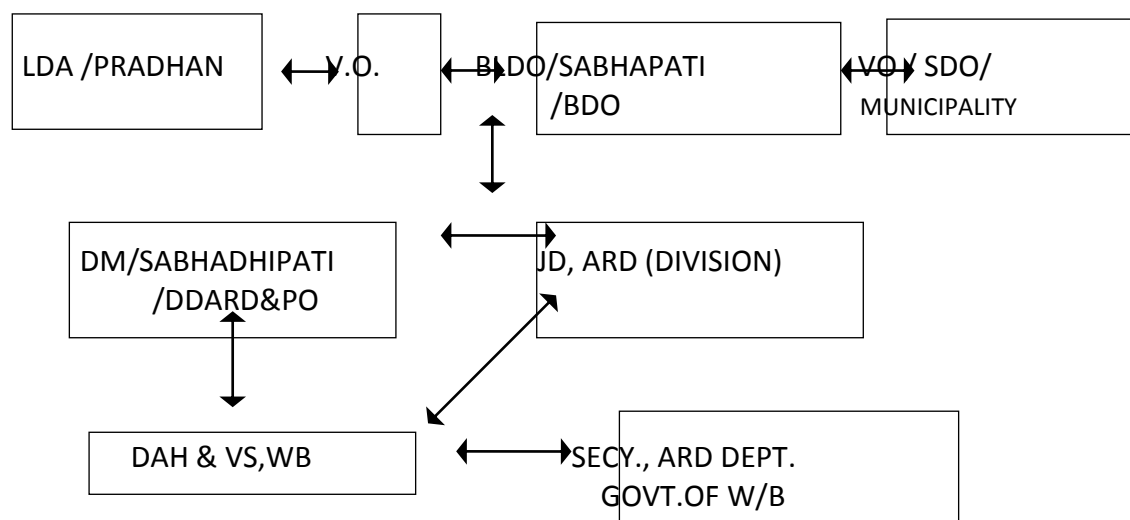 LDA /PRADHAN
V.O.
BLDO/SABHAPATI
/BDO
VO / SDO/
MUNICIPALITY
DM/SABHADHIPATI
/DDARD&PO
JD, ARD (DIVISION)
DAH & VS,WB
SECY., ARD DEPT.
GOVT.OF W/B